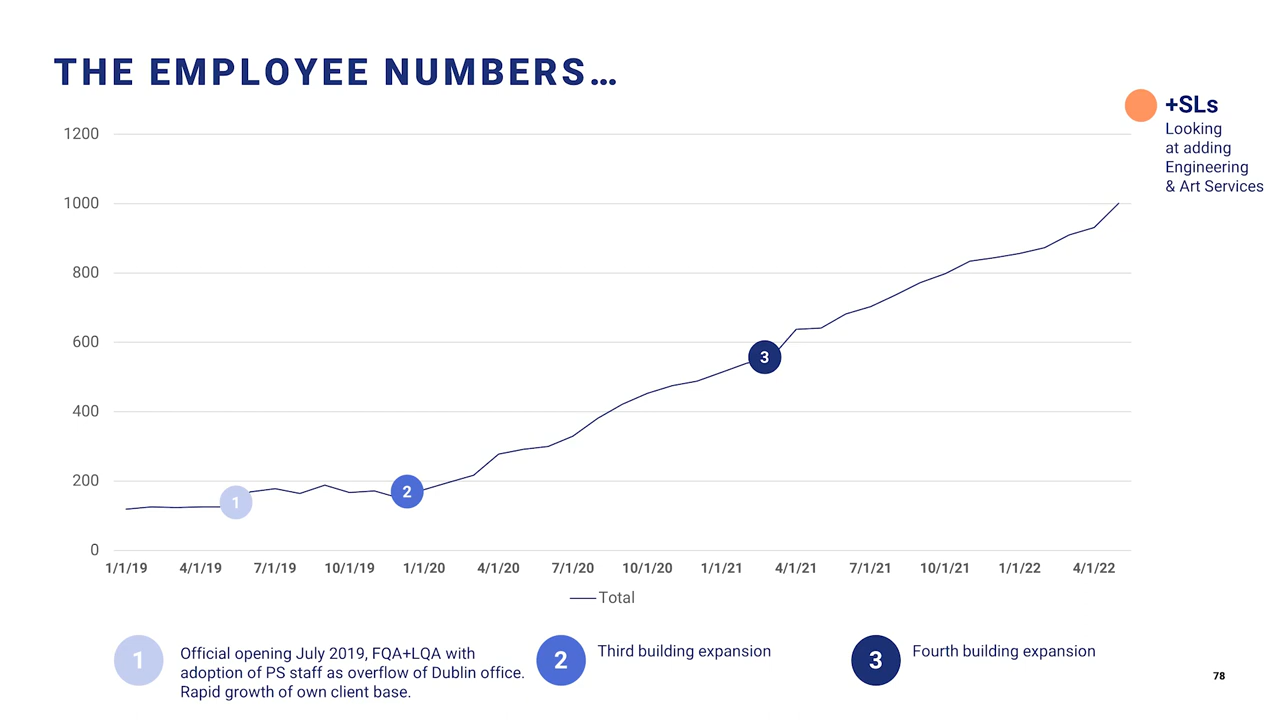 THE EMPLOYEE NUMBERS…
+SLs
Looking
at adding
Engineering
& Art Services
1200
1000
800
600
400
200
0
1
2
3
1/1/19 4/1/19 7/1/19 10/1/19 1/1/20 4/1/20 7/1/20 10/1/20 1/1/21 4/1/21 7/1/21 10/1/21 1/1/22 4/1/22
Total
1
Official opening July 2019, FQA+LQA with
adoption of PS staff as overflow of Dublin office.
Rapid growth of own client base.
2
Third building expansion
3
Fourth building expansion
78